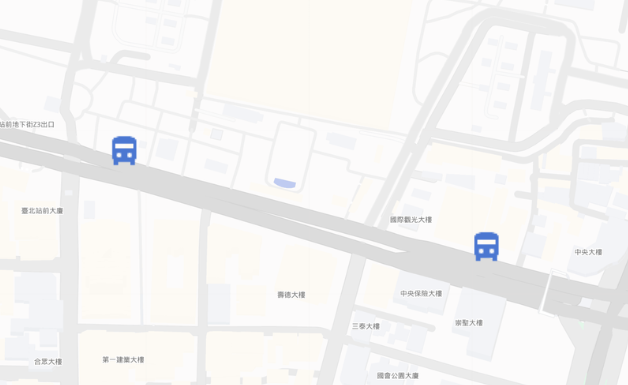 站前地下街Z3出口
臺北站前大廈
國際觀光大樓
中央大樓
壽德大樓
中央保險大樓
崇聖大樓
三泰大樓
台眾大樓
第一建業大樓
國會公園大廈